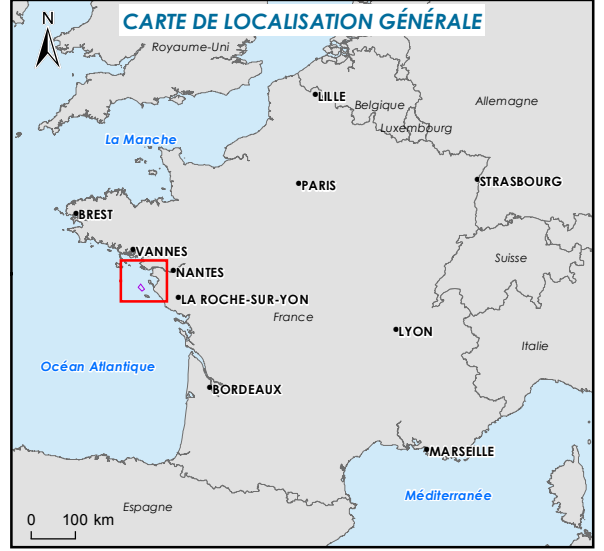 CARTE DE LOCALISATION GÉNÉRALE
N
Royaume-Uni
LILLE
Belgique
Allemagne
Luxembourg
La Manche
PARIS
STRASBOURG
BREST
VANNES
Suisse
NANTES
LA ROCHE-SUR-YON
France
LYON
Italie
Océan Atlantique
BORDEAUX
MARSEILLE
Méditerranée
Espagne
0 100 km